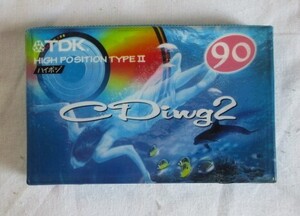 TDK
90
HIGH POSITION TYPE II
ハイポジ
CDing2